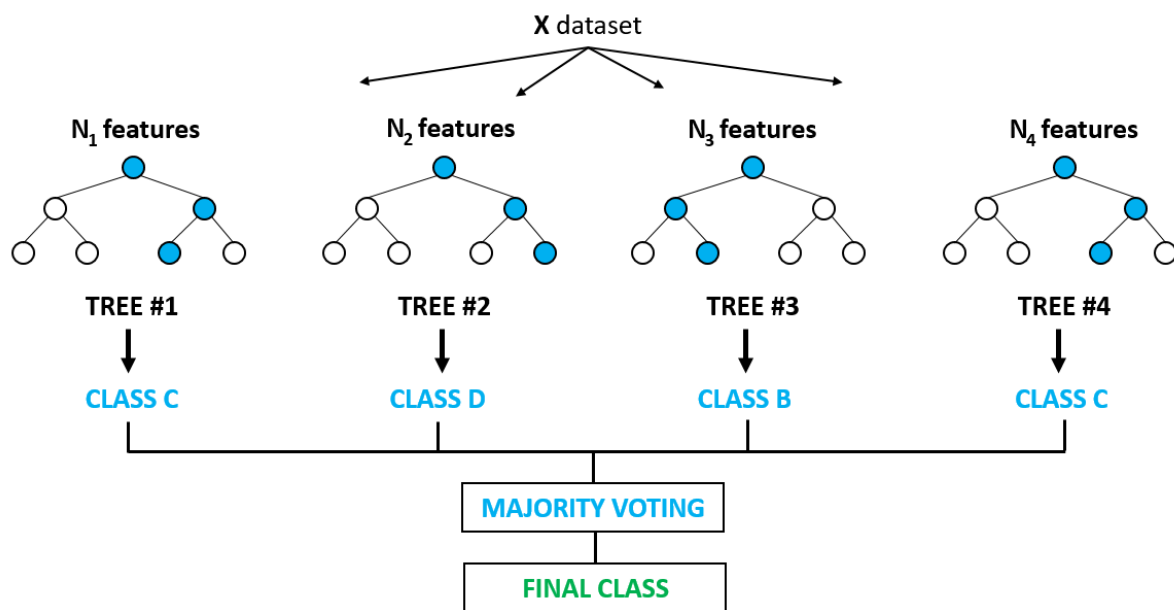 X dataset
N₁ features
N₂ features
N₃ features
N₄ features
TREE #1
TREE #2
TREE #3
TREE #4
CLASS C
CLASS D
CLASS B
CLASS C
MAJORITY VOTING
FINAL CLASS